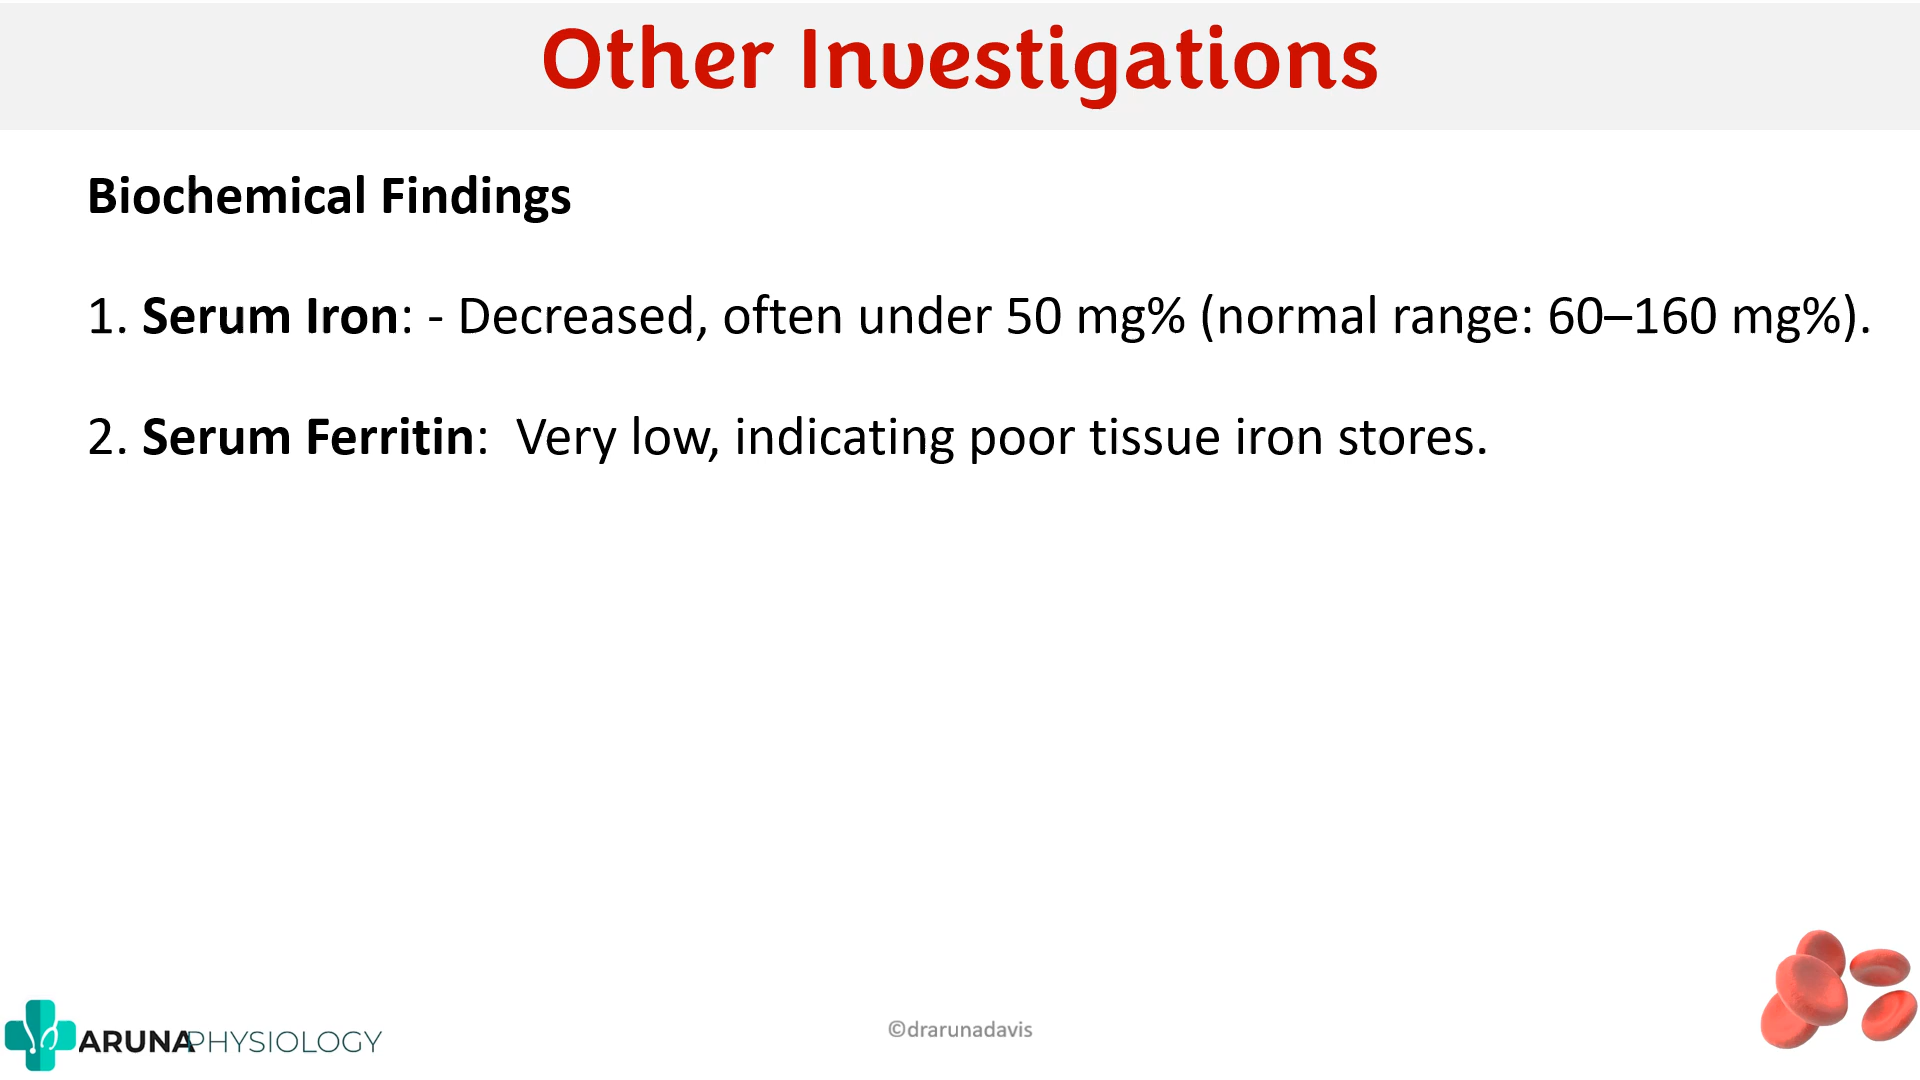 Other Investigations
Biochemical Findings
1. Serum Iron: - Decreased, often under 50 mg% (normal range: 60–160 mg%).
2. Serum Ferritin:  Very low, indicating poor tissue iron stores.
ARUNAPHYSIOLOGY
©drarunadavis